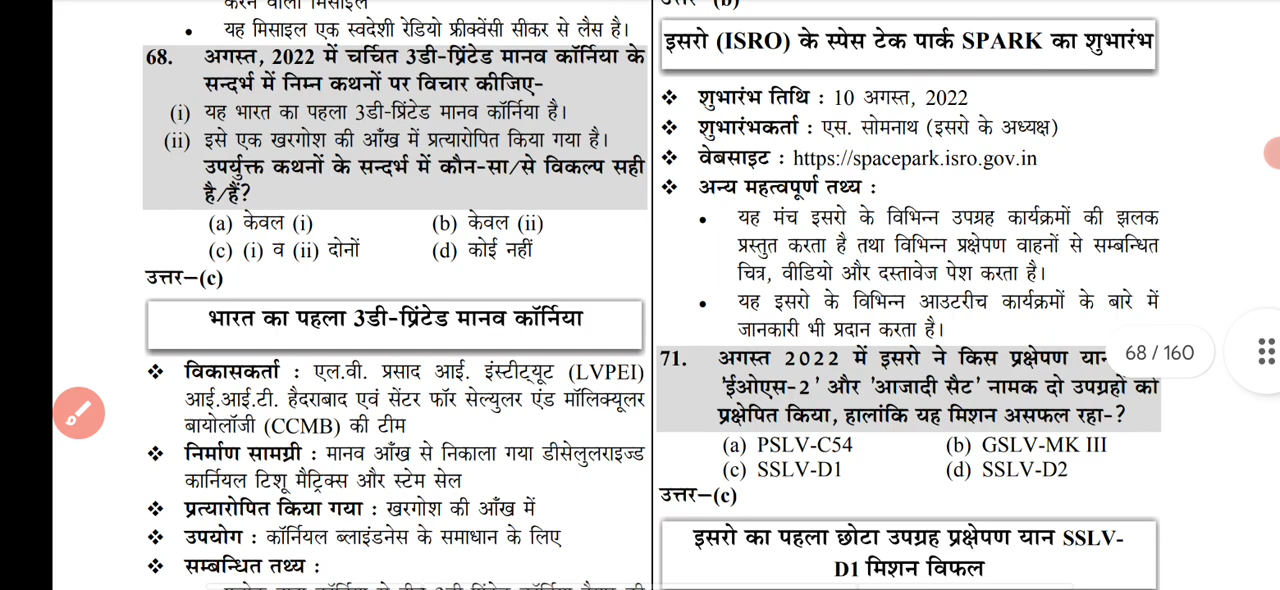 यह मिसाइल एक स्वदेशी रेडियो फ्रीक्वेंसी सीकर से लैस है।
68. अगस्त, 2022 में चर्चित 3डी-प्रिंटेड मानव कॉर्निया के
सन्दर्भ में निम्न कथनों पर विचार कीजिए-
(i) यह भारत का पहला 3डी-प्रिंटेड मानव कॉर्निया है।
(ii) इसे एक खरगोश की आँख में प्रत्यारोपित किया गया है।
उपर्युक्त कथनों के सन्दर्भ में कौन-सा/से विकल्प सही
है/हैं?
(a) केवल (i) (b) केवल (ii)
(c) (i) व (ii) दोनों (d) कोई नहीं
उत्तर–(c)
भारत का पहला 3डी-प्रिंटेड मानव कॉर्निया
❖ विकासकर्ता : एल.वी. प्रसाद आई. इंस्टीट्यूट (LVPEI)
आई.आई.टी. हैदराबाद एवं सेंटर फॉर सेल्युलर एंड मॉलिक्यूलर
बायोलॉजी (CCMB) की टीम
❖ निर्माण सामग्री : मानव आँख से निकाला गया डीसेलुलराइज्ड
कार्नियल टिशू मैट्रिक्स और स्टेम सेल
❖ प्रत्यारोपित किया गया : खरगोश की आँख में
❖ उपयोग : कॉर्नियल ब्लाइंडनेस के समाधान के लिए
❖ सम्बन्धित तथ्य :
इसरो (ISRO) के स्पेस टेक पार्क SPARK का शुभारंभ
❖ शुभारंभ तिथि : 10 अगस्त, 2022
❖ शुभारंभकर्ता : एस. सोमनाथ (इसरो के अध्यक्ष)
❖ वेबसाइट : https://spacepark.isro.gov.in
❖ अन्य महत्वपूर्ण तथ्य :
• यह मंच इसरो के विभिन्न उपग्रह कार्यक्रमों की झलक
प्रस्तुत करता है तथा विभिन्न प्रक्षेपण वाहनों से सम्बन्धित
चित्र, वीडियो और दस्तावेज पेश करता है।
• यह इसरो के विभिन्न आउटरीच कार्यक्रमों के बारे में
जानकारी भी प्रदान करता है।
71. अगस्त 2022 में इसरो ने किस प्रक्षेपण यान
'ईओएस-2' और 'आजादी सैट' नामक दो उपग्रहों को
प्रक्षेपित किया, हालांकि यह मिशन असफल रहा-?
(a) PSLV-C54 (b) GSLV-MK III
(c) SSLV-D1 (d) SSLV-D2
उत्तर–(c)
इसरो का पहला छोटा उपग्रह प्रक्षेपण यान SSLV-
D1 मिशन विफल
68 / 160